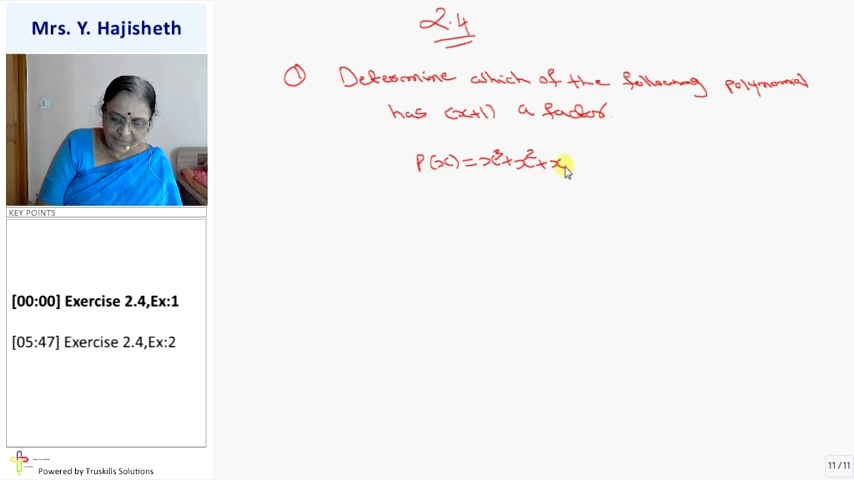 Mrs. Y. Hajisheth
KEY POINTS
[00:00] Exercise 2.4,Ex:1
[05:47] Exercise 2.4,Ex:2
Powered by Truskills Solutions
2.4
① Determine which of the following polynomial
has (x+1) a factor.
P(x)=x³+x²+x
11/11